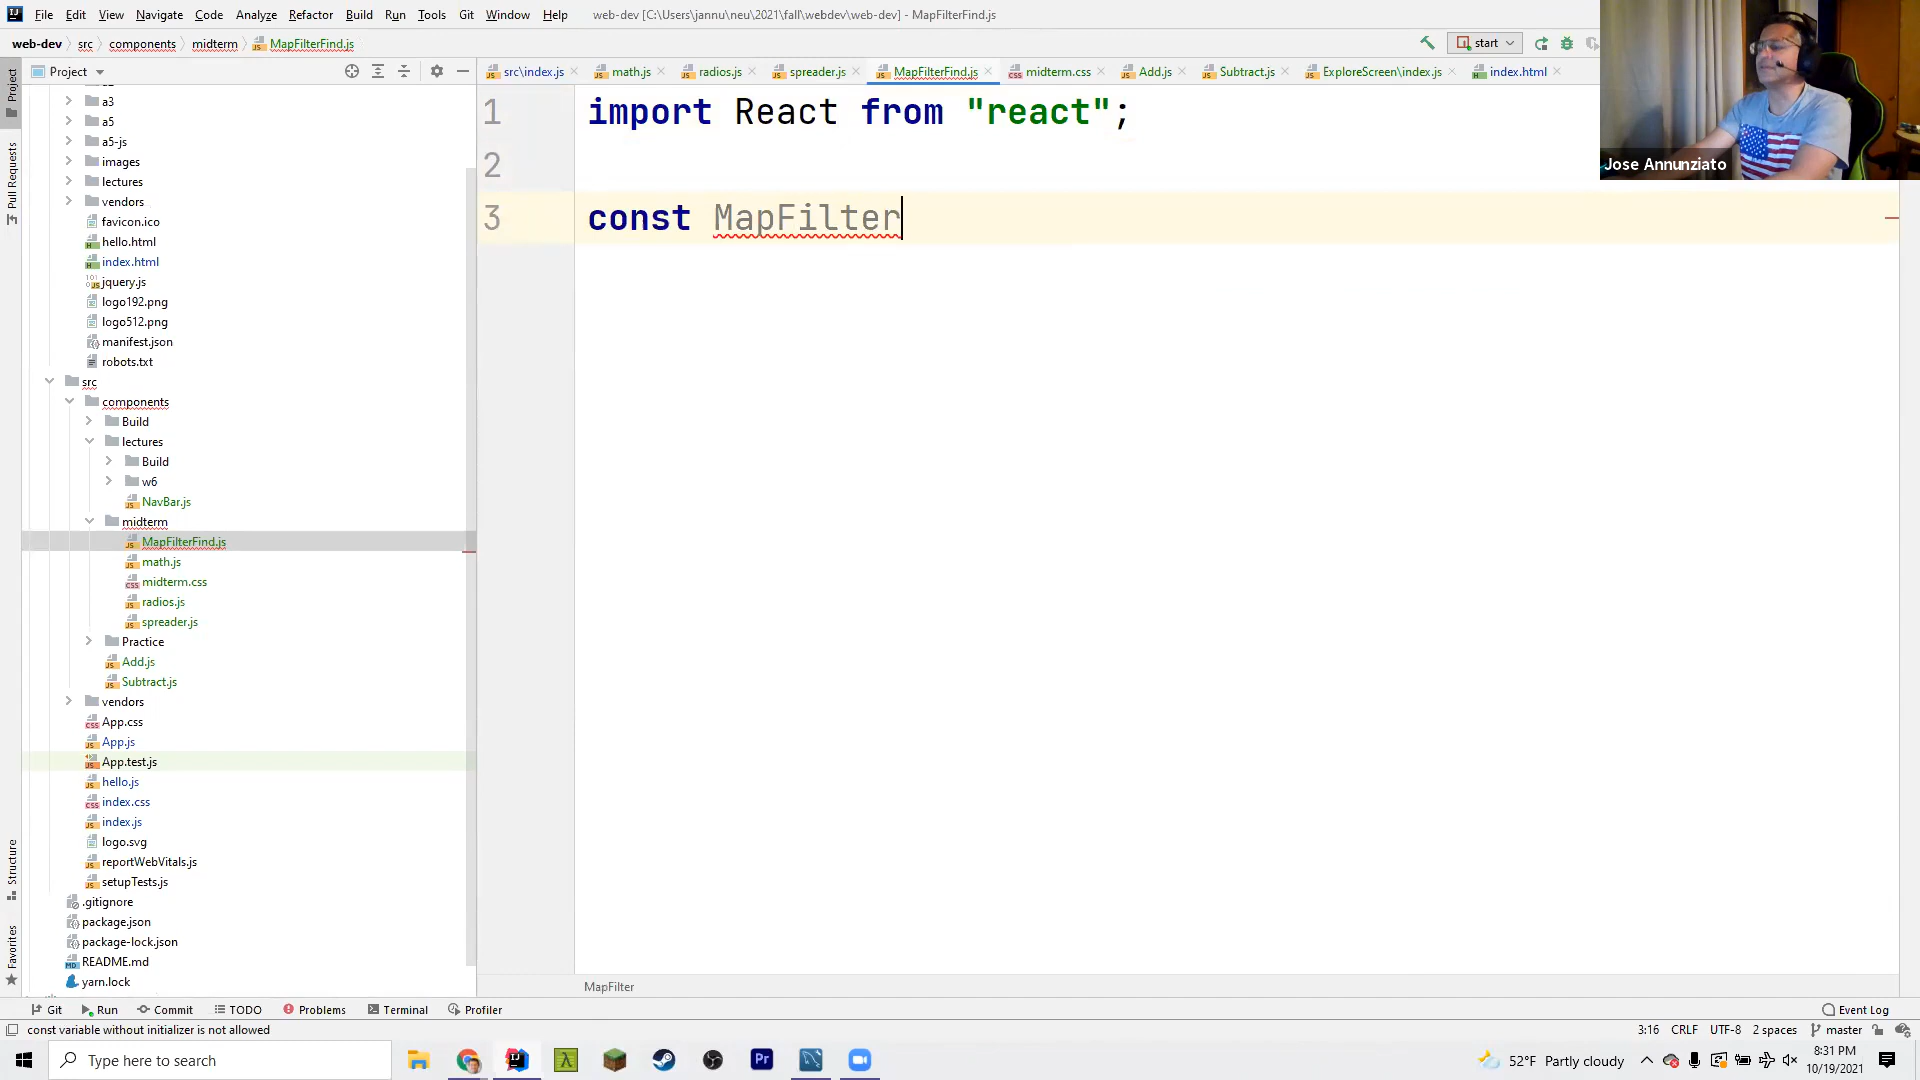 File Edit View Navigate Code Analyze Refactor Build Run Tools Git Window Help web-dev [C:\Users\jannu\neu\2021\fall\webdev\web-dev] - MapFilterFind.js
web-dev src components midterm MapFilterFind.js start
Project
src\index.js math.js radios.js spreader.js MapFilterFind.js midterm.css Add.js Subtract.js ExploreScreen\index.js index.html
Project
Pull Requests
Structure
Favorites
a3
a5
a5-js
images
lectures
vendors
favicon.ico
hello.html
index.html
jquery.js
logo192.png
logo512.png
manifest.json
robots.txt
src
components
Build
lectures
Build
w6
NavBar.js
midterm
MapFilterFind.js
math.js
midterm.css
radios.js
spreader.js
Practice
Add.js
Subtract.js
vendors
App.css
App.js
App.test.js
hello.js
index.css
index.js
logo.svg
reportWebVitals.js
setupTests.js
.gitignore
package.json
package-lock.json
README.md
yarn.lock
1 import React from "react";
2
3 const MapFilter
Jose Annunziato
MapFilter
Git Run Commit TODO Problems Terminal Profiler Event Log
const variable without initializer is not allowed 3:16 CRLF UTF-8 2 spaces master
Type here to search
52°F Partly cloudy
8:31 PM
10/19/2021